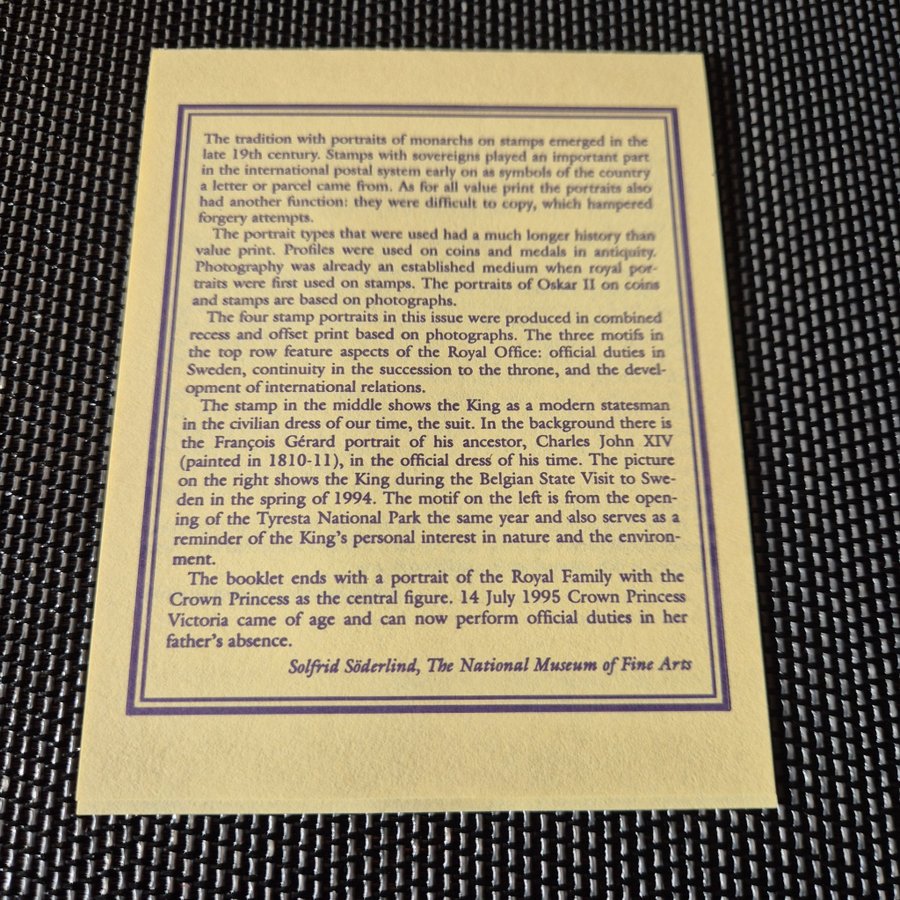 The tradition with portraits of monarchs on stamps emerged in the
late 19th century. Stamps with sovereigns played an important part
in the international postal system early on as symbols of the country
a letter or parcel came from. As for all value print the portraits also
had another function: they were difficult to copy, which hampered
forgery attempts.
The portrait types that were used had a much longer history than
value print. Profiles were used on coins and medals in antiquity.
Photography was already an established medium when royal por-
traits were first used on stamps. The portraits of Oskar II on coins
and stamps are based on photographs.
The four stamp portraits in this issue were produced in combined
recess and offset print based on photographs. The three motifs in
the top row feature aspects of the Royal Office: official duties in
Sweden, continuity in the succession to the throne, and the devel-
opment of international relations.
The stamp in the middle shows the King as a modern statesman
in the civilian dress of our time, the suit. In the background there is
the François Gérard portrait of his ancestor, Charles John XIV
(painted in 1810-11), in the official dress of his time. The picture
on the right shows the King during the Belgian State Visit to Swe-
den in the spring of 1994. The motif on the left is from the open-
ing of the Tyresta National Park the same year and also serves as a
reminder of the King's personal interest in nature and the environ-
ment.
The booklet ends with a portrait of the Royal Family with the
Crown Princess as the central figure. 14 July 1995 Crown Princess
Victoria came of age and can now perform official duties in her
father's absence.
Solfrid Söderlind, The National Museum of Fine Arts